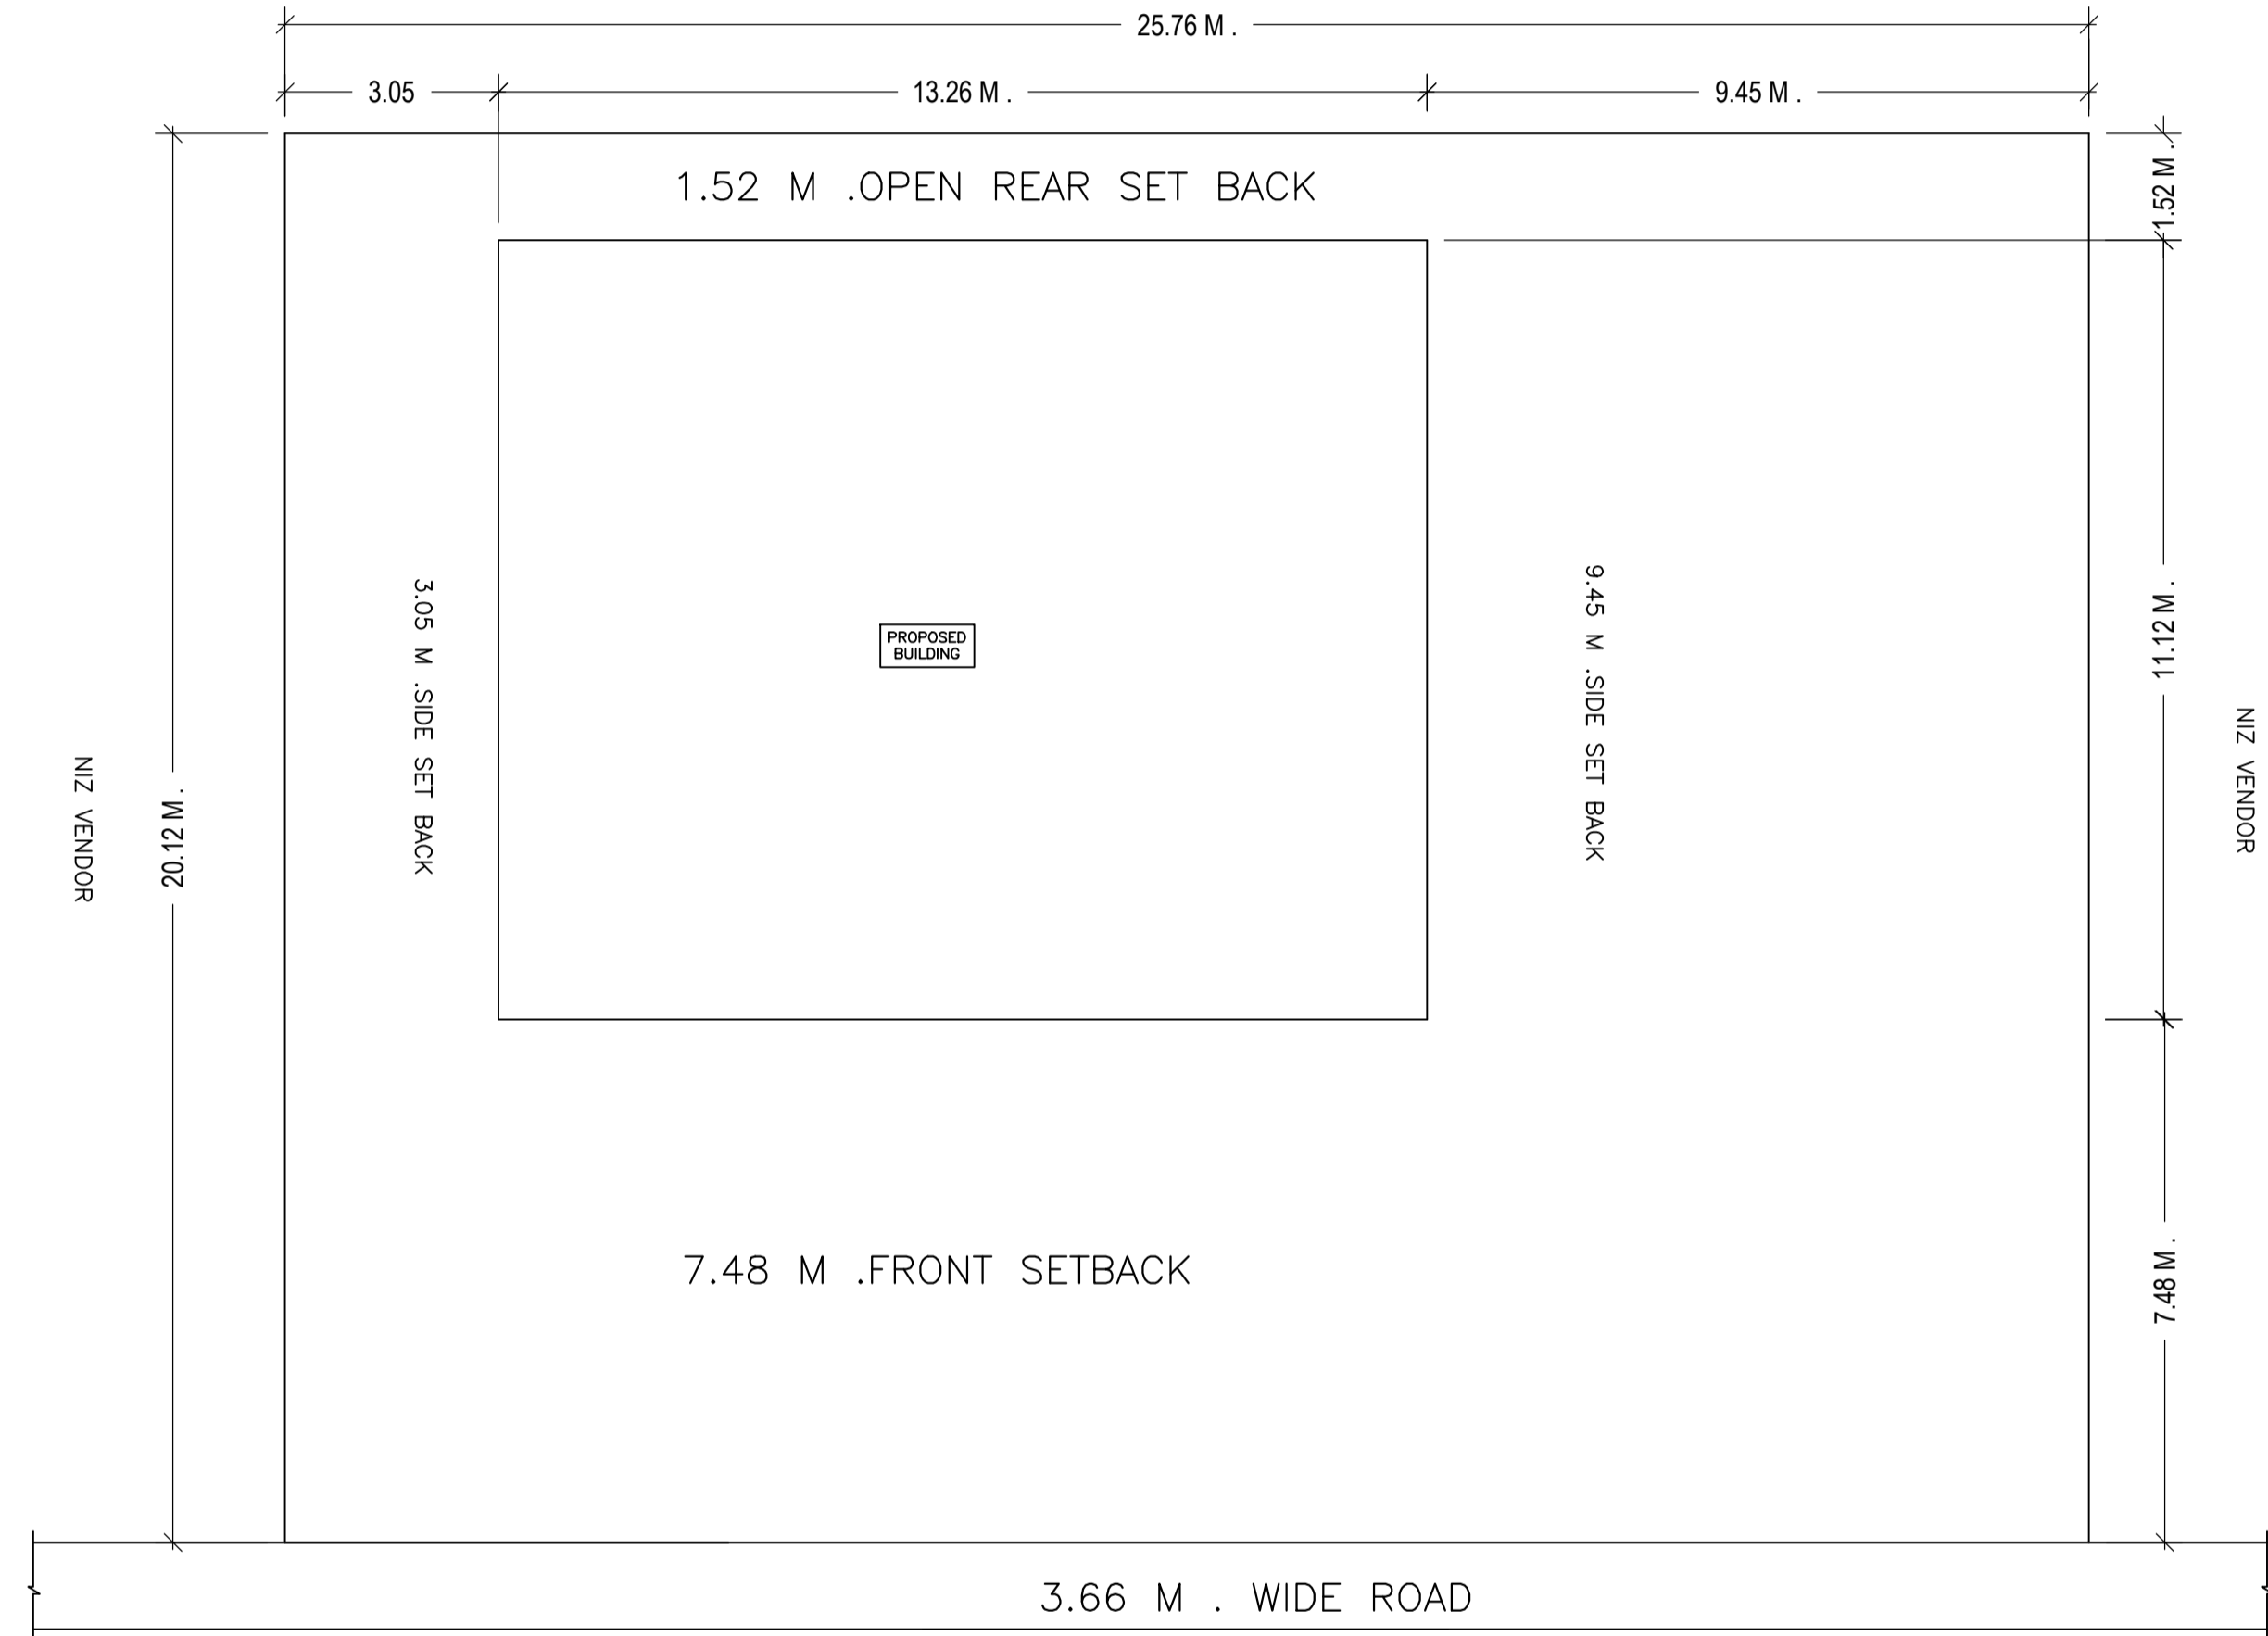 25.76 M .
3.05
13.26 M .
9.45 M .
1.52 M .OPEN REAR SET BACK
1.52 M .
3.05 M .SIDE SET BACK
PROPOSED
BUILDING
9.45 M .SIDE SET BACK
11.12 M .
NIZ VENDOR
20.12 M .
NIZ VENDOR
7.48 M .FRONT SETBACK
7.48 M .
3.66 M . WIDE ROAD